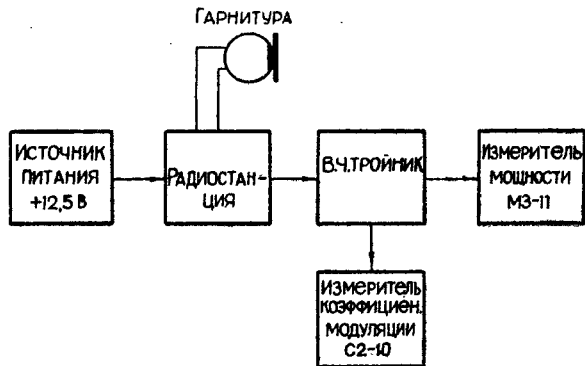 Гарнитура
Источник
питания
+12,5 В
Радиостан-
ция
В.Ч.тройник
Измеритель
мощности
М3-11
Измеритель
коэффициен.
модуляции
С2-10